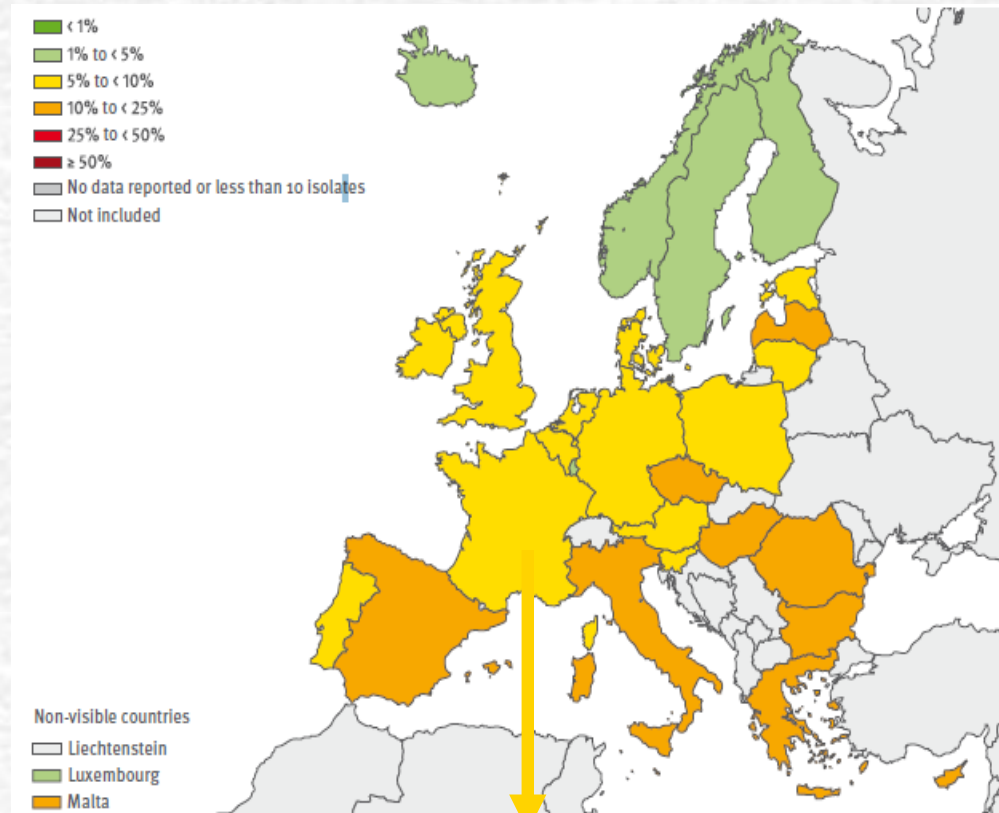 < 1%
1% to < 5%
5% to < 10%
10% to < 25%
25% to < 50%
≥ 50%
No data reported or less than 10 isolates
Not included
Non-visible countries
Liechtenstein
Luxembourg
Malta